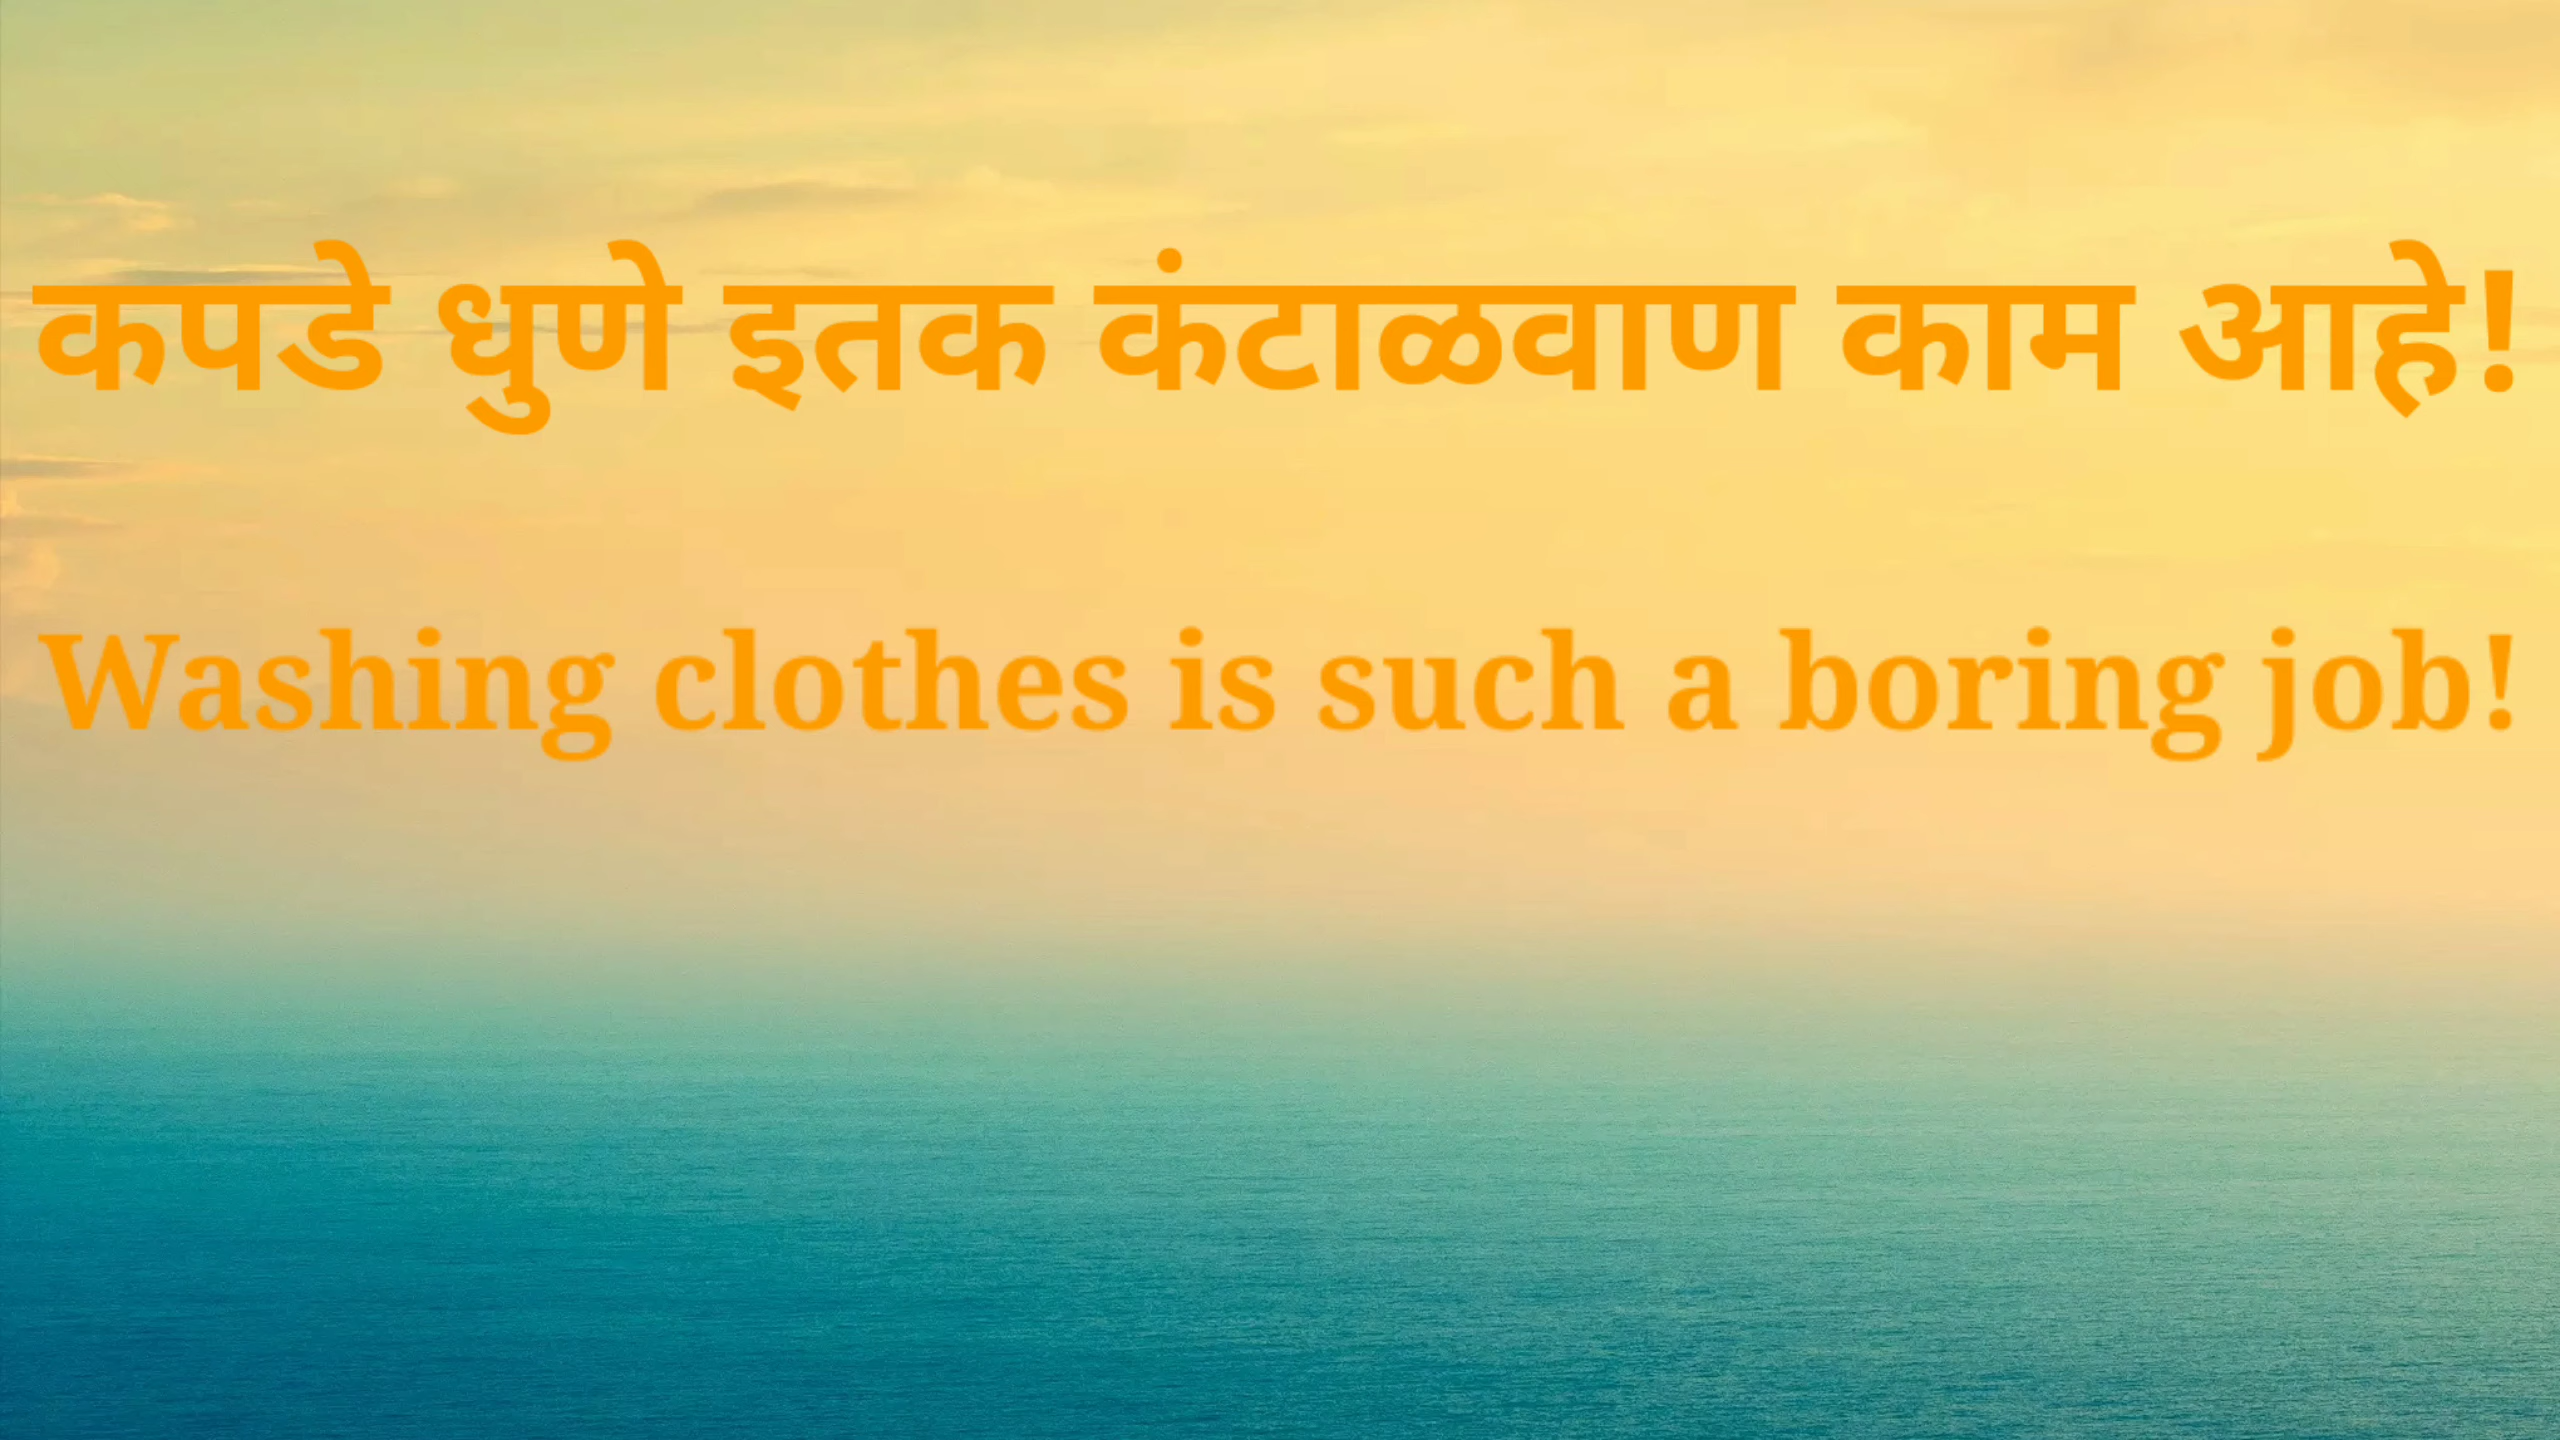 कपडे धुणे इतक कंटाळवाण काम आहे!
Washing clothes is such a boring job!